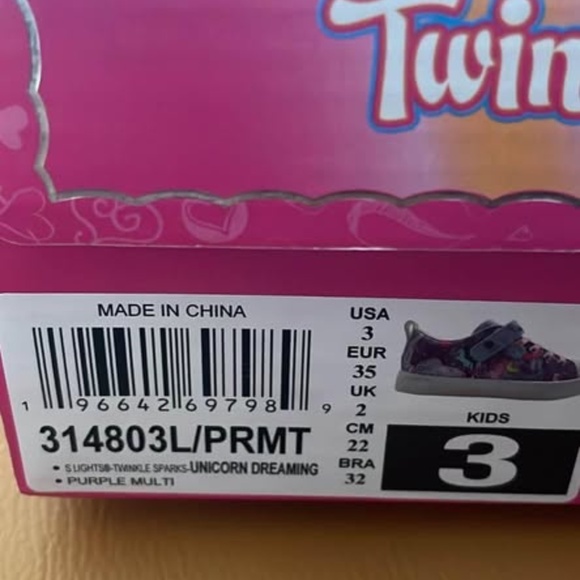 Twin
MADE IN CHINA
1 96642 69798 9
314803L/PRMT
• S LIGHTS®-TWINKLE SPARKS-UNICORN DREAMING
• PURPLE MULTI
USA
3
EUR
35
UK
2
CM
22
BRA
32
KIDS
3